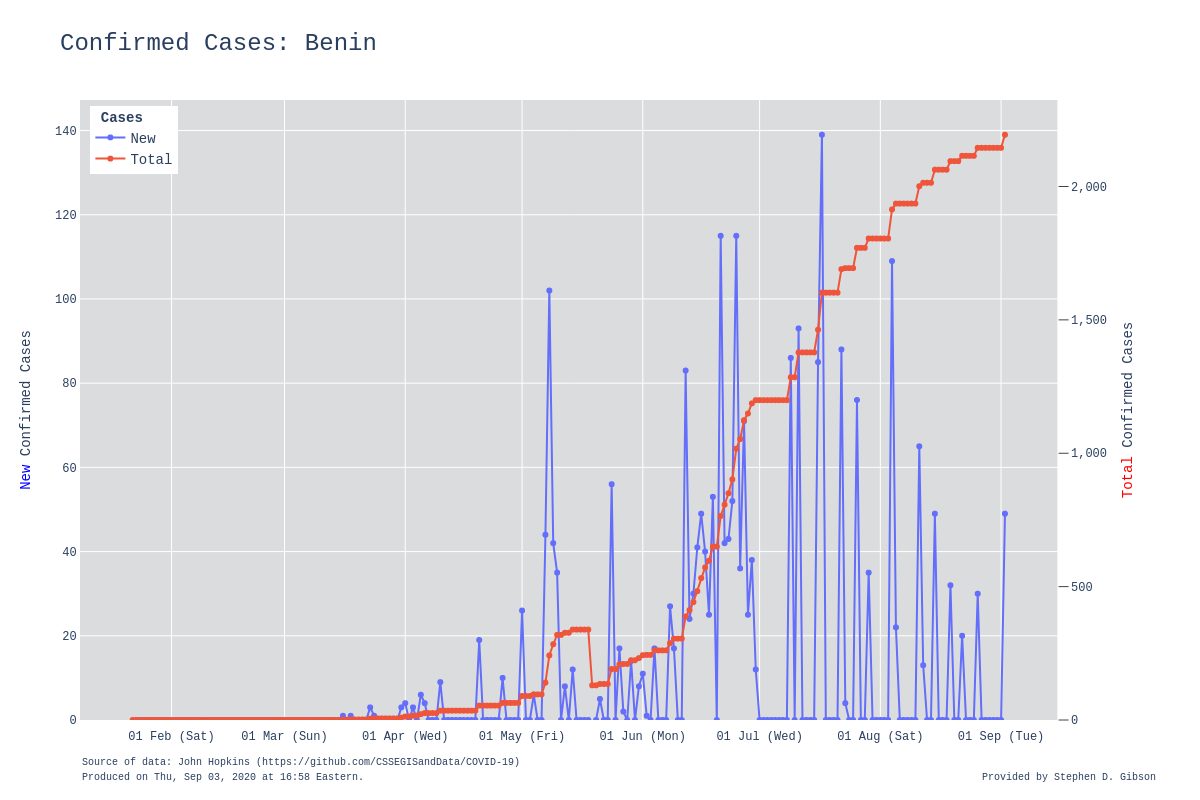 Confirmed Cases: Benin
Cases
New
Total
140
120
100
80
60
40
20
0
2,000
1,500
1,000
500
0
New Confirmed Cases
Total Confirmed Cases
01 Feb (Sat)
01 Mar (Sun)
01 Apr (Wed)
01 May (Fri)
01 Jun (Mon)
01 Jul (Wed)
01 Aug (Sat)
01 Sep (Tue)
Source of data: John Hopkins (https://github.com/CSSEGISandData/COVID-19)
Produced on Thu, Sep 03, 2020 at 16:58 Eastern.
Provided by Stephen D. Gibson